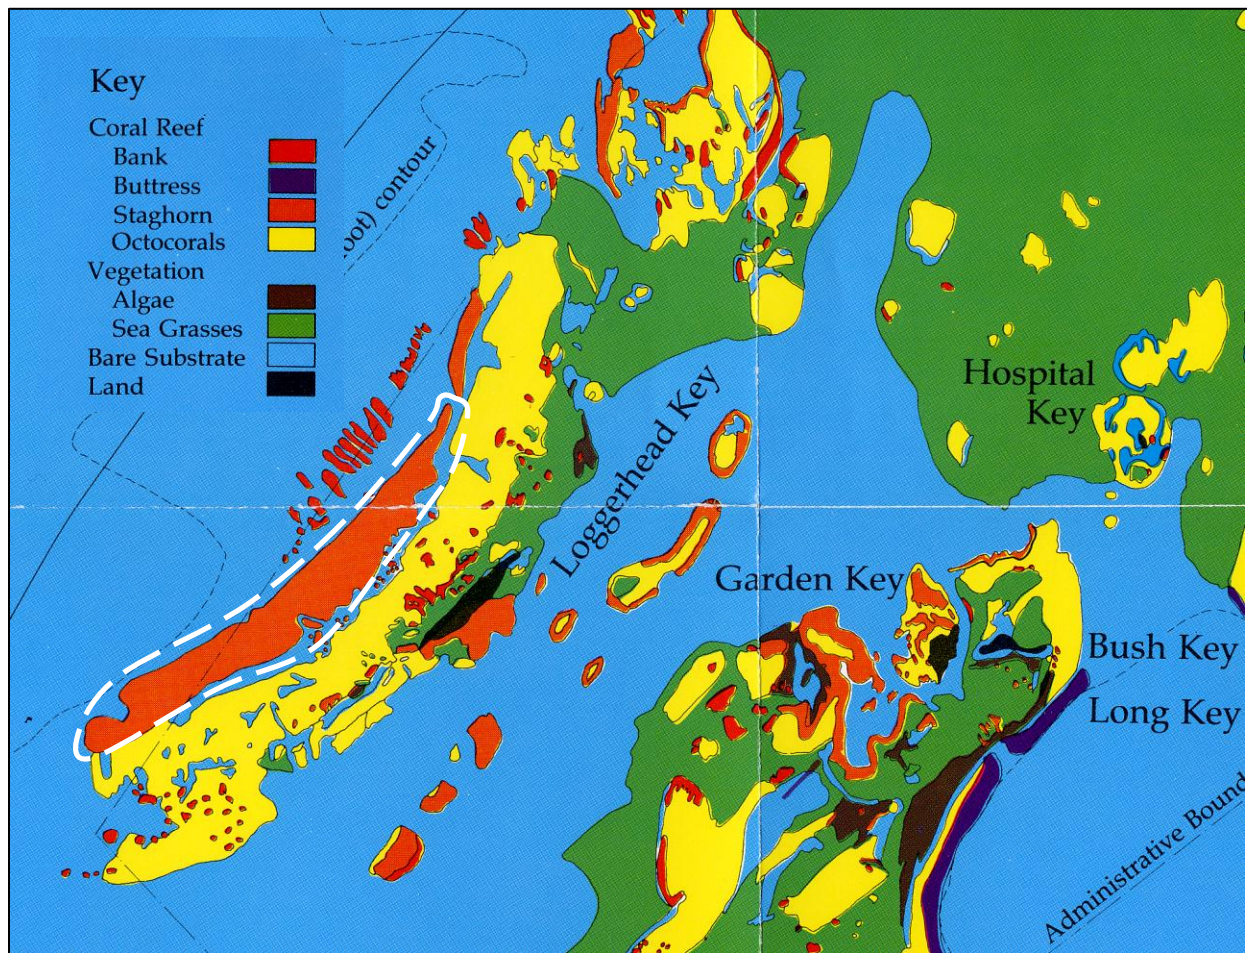 Key
Coral Reef
Bank
Buttress
Staghorn
Octocorals
Vegetation
Algae
Sea Grasses
Bare Substrate
Land
oot) contour
Loggerhead Key
Hospital
Key
Garden Key
Bush Key
Long Key
Administrative Bound